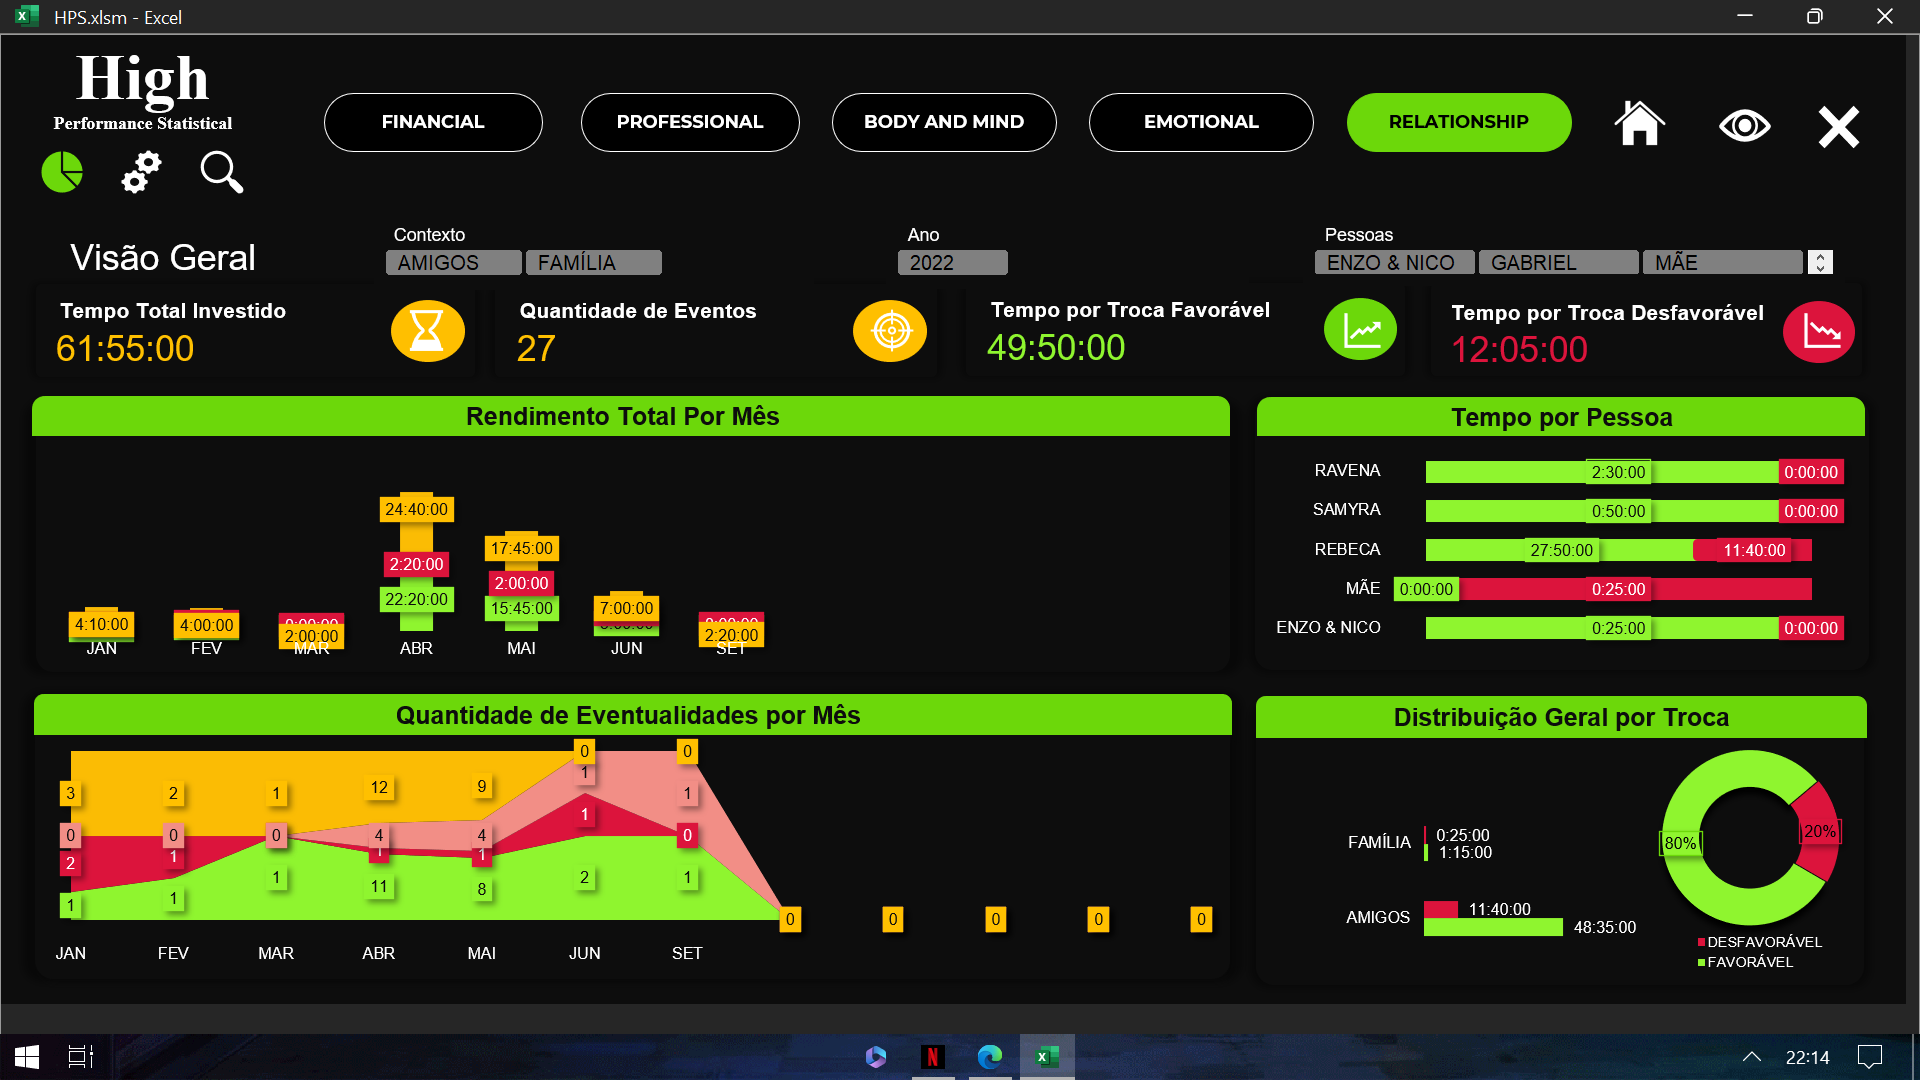 HPS.xlsm - Excel
High
Performance Statistical
FINANCIAL
PROFESSIONAL
BODY AND MIND
EMOTIONAL
RELATIONSHIP
Visão Geral
Contexto
AMIGOS
FAMÍLIA
Ano
2022
Pessoas
ENZO & NICO
GABRIEL
MÃE
Tempo Total Investido
61:55:00
Quantidade de Eventos
27
Tempo por Troca Favorável
49:50:00
Tempo por Troca Desfavorável
12:05:00
Rendimento Total Por Mês
24:40:00
17:45:00
2:20:00
2:00:00
22:20:00
15:45:00
7:00:00
4:10:00
4:00:00
2:00:00
2:20:00
JAN
FEV
MAR
ABR
MAI
JUN
SET
Tempo por Pessoa
RAVENA
2:30:00
0:00:00
SAMYRA
0:50:00
0:00:00
REBECA
27:50:00
11:40:00
MÃE
0:00:00
0:25:00
ENZO & NICO
0:25:00
0:00:00
Quantidade de Eventualidades por Mês
3
2
1
12
9
0
0
0
0
0
4
4
1
1
2
1
1
1
1
0
1
1
1
11
8
2
1
0
0
0
0
0
JAN
FEV
MAR
ABR
MAI
JUN
SET
Distribuição Geral por Troca
FAMÍLIA
0:25:00
1:15:00
AMIGOS
11:40:00
48:35:00
80%
20%
DESFAVORÁVEL
FAVORÁVEL
22:14